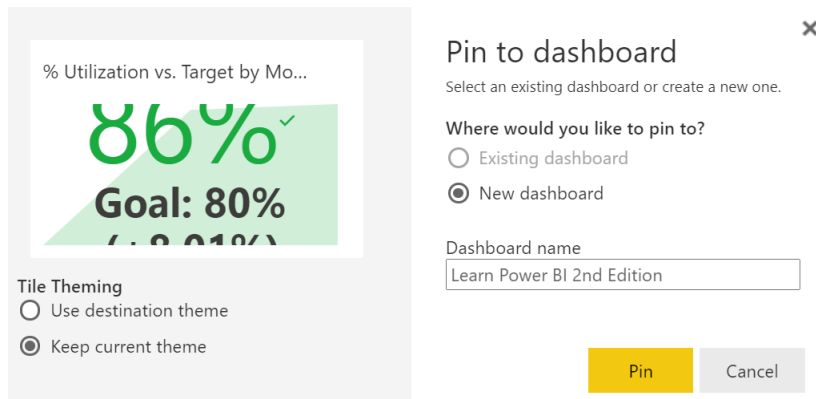 % Utilization vs. Target by Mo...
86%
Goal: 80%
(+8.01%)
Tile Theming
Use destination theme
Keep current theme
Pin to dashboard
Select an existing dashboard or create a new one.
Where would you like to pin to?
Existing dashboard
New dashboard
Dashboard name
Learn Power BI 2nd Edition
Pin
Cancel